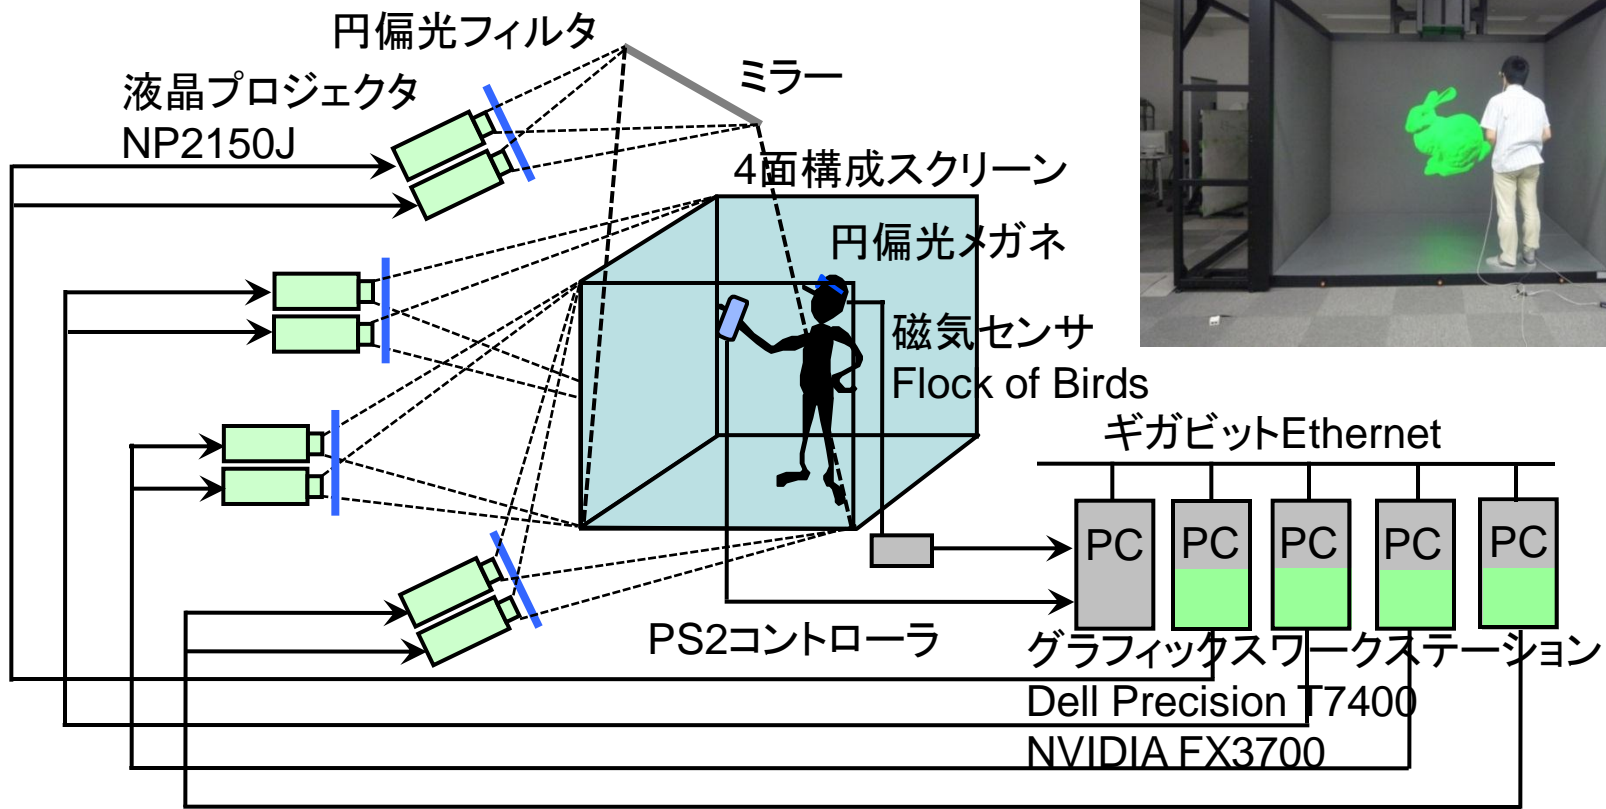 円偏光フィルタ
ミラー
液晶プロジェクタ
NP2150J
4面構成スクリーン
円偏光メガネ
磁気センサ
Flock of Birds
ギガビットEthernet
PC
PC
PC
PC
PC
PS2コントローラ
グラフィックスワークステーション
Dell Precision T7400
NVIDIA FX3700